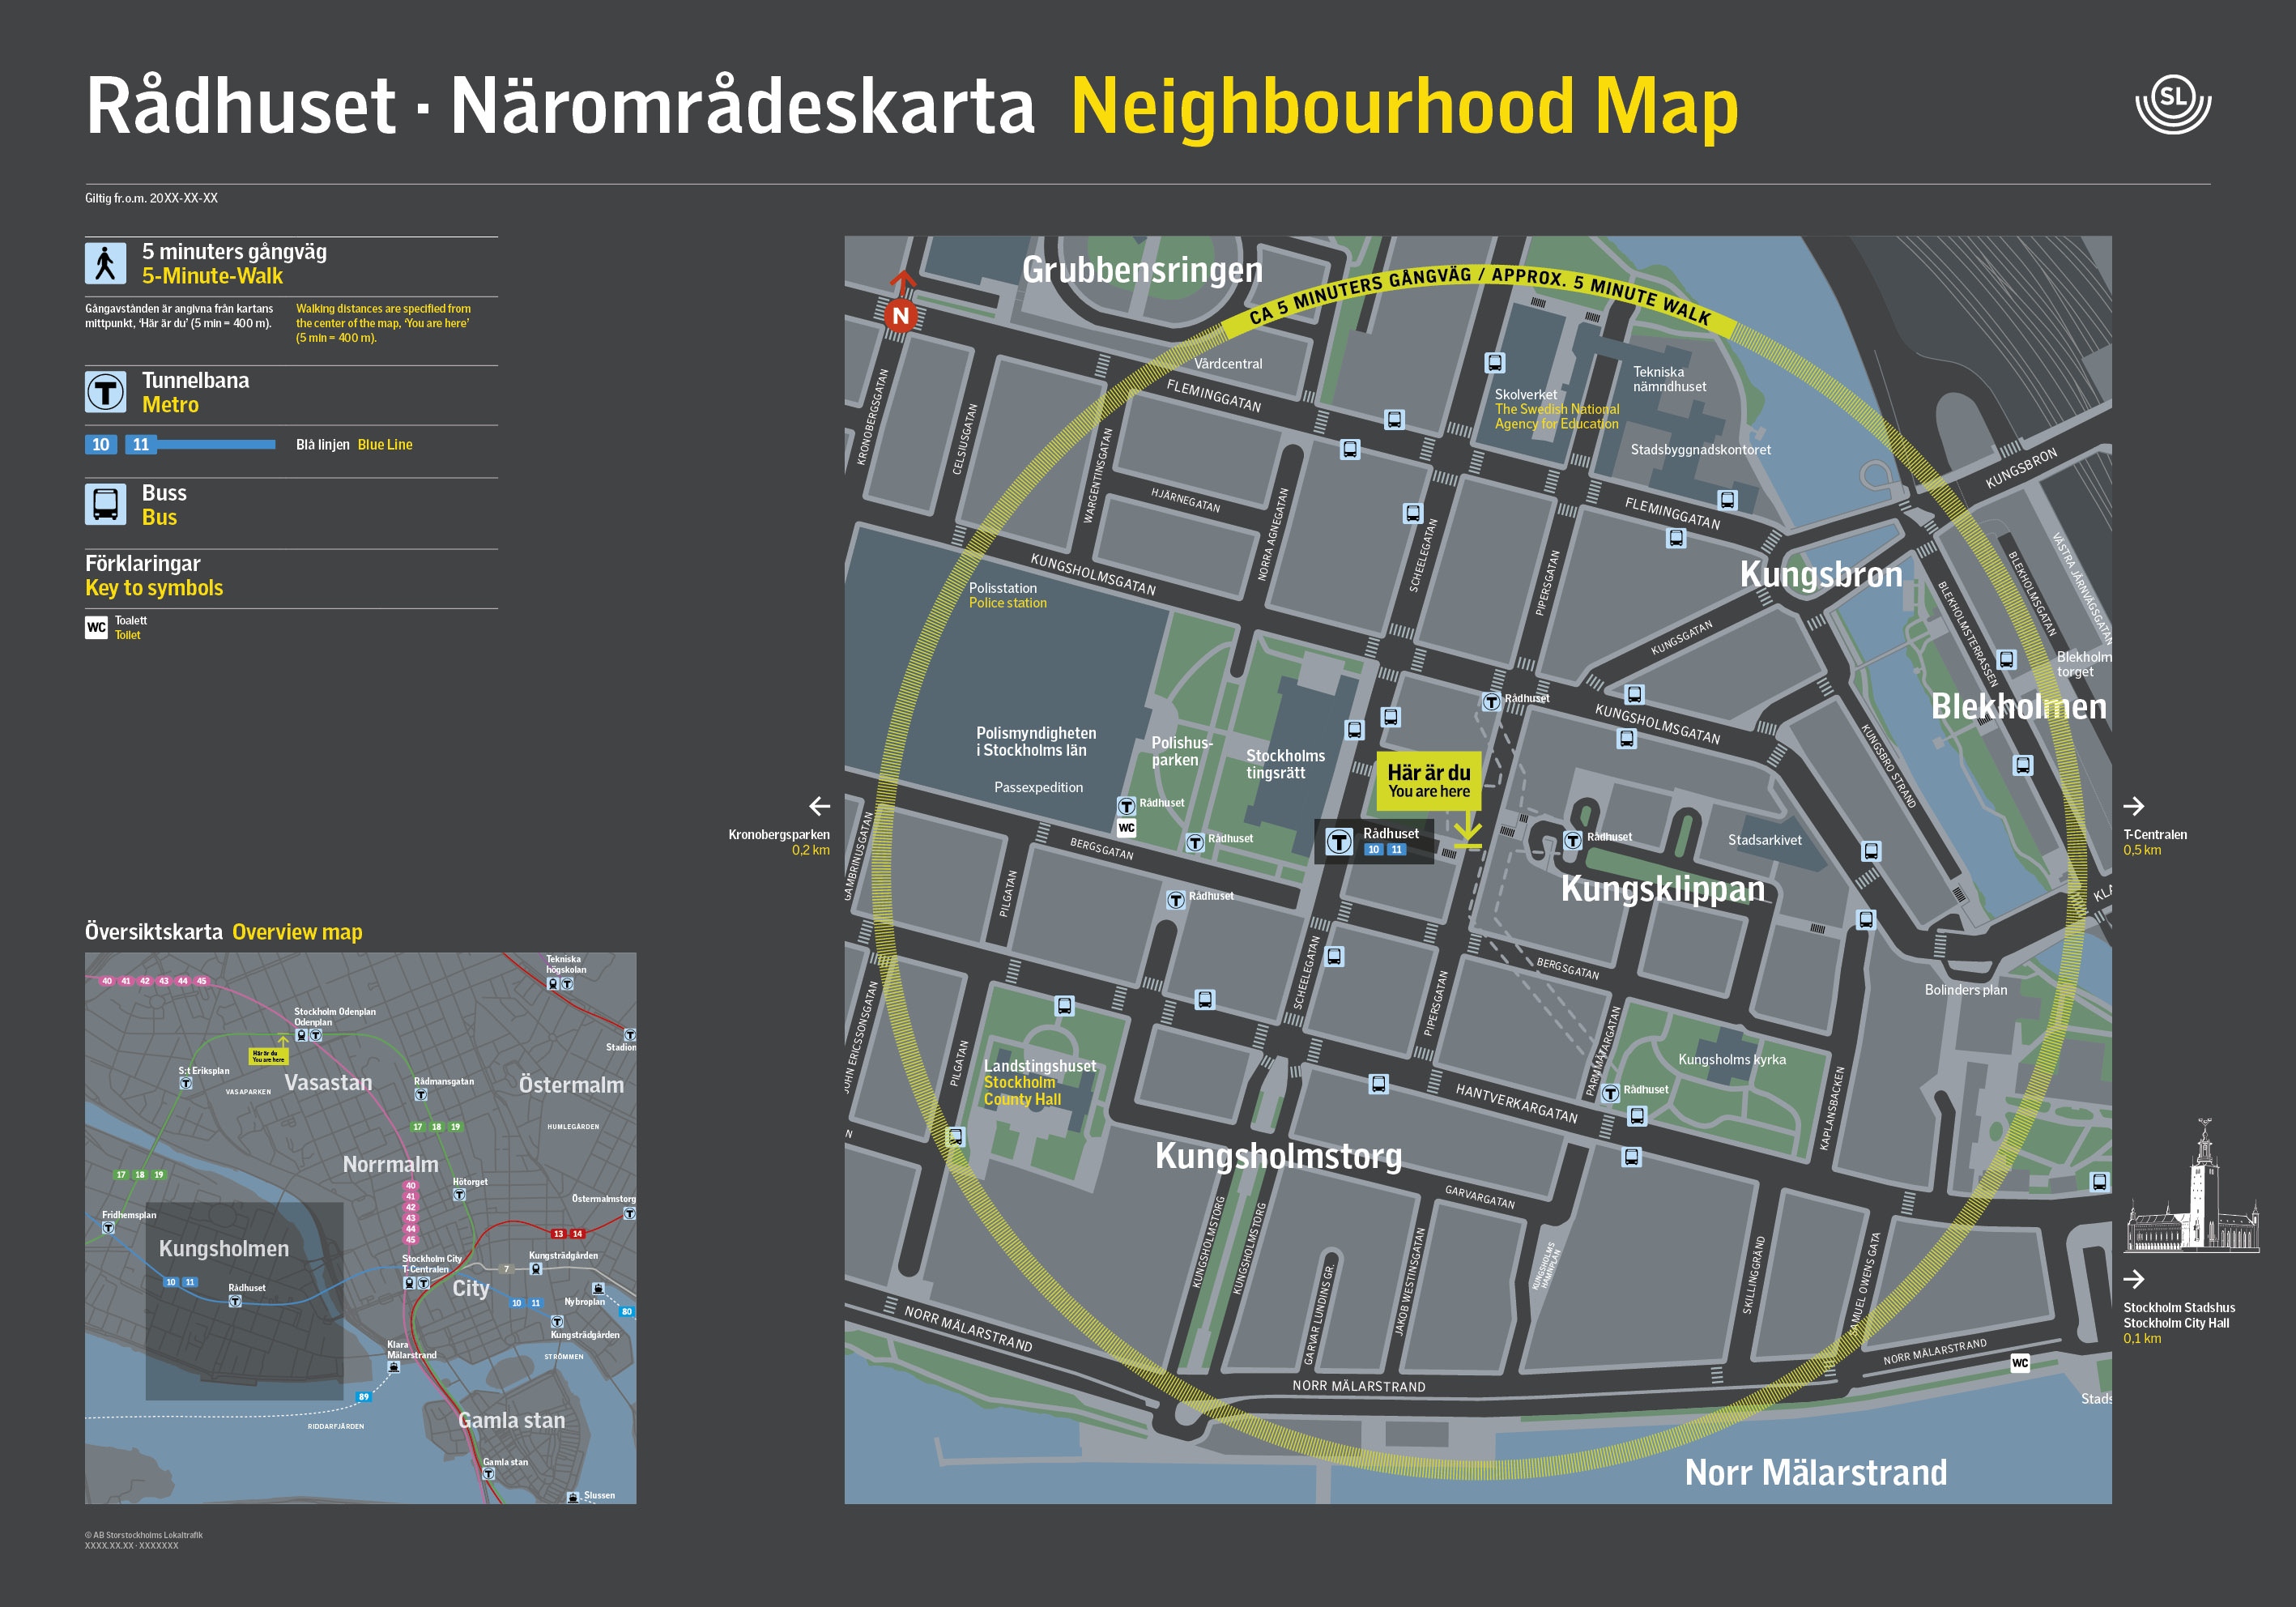 Rådhuset · Närområdeskarta Neighbourhood Map
SL
Giltig fr.o.m. 20XX-XX-XX
5 minuters gångväg
5-Minute-Walk
Gångavstånden är angivna från kartans
mittpunkt, ‘Här är du’ (5 min = 400 m).
Walking distances are specified from
the center of the map, ‘You are here’
(5 min = 400 m).
T
Tunnelbana
Metro
10 11
Blå linjen Blue Line
Buss
Bus
Förklaringar
Key to symbols
WC
Toalett
Toilet
Översiktskarta Overview map
40 41 42 43 44 45
Tekniska
högskolan
Stockholm Odenplan
Odenplan
Här är du
You are here
Stadion
S:t Eriksplan
VASAPARKEN
Vasastan
Rådmansgatan
Östermalm
17 18 19
HUMLEGÅRDEN
Norrmalm
17 18 19
40
41
42
43
44
45
Hötorget
Östermalmstorg
Fridhemsplan
13 14
Kungsholmen
Stockholm City
T-Centralen
Kungsträdgården
7
10 11
Rådhuset
City
Nybroplan
10 11
80
Kungsträdgården
Klara
Mälarstrand
STRÖMMEN
89
RIDDARFJÄRDEN
Gamla stan
Gamla stan
Slussen
© AB Storstockholms Lokaltrafik
XXXX.XX.XX · XXXXXXX
Grubbensringen
CA 5 MINUTERS GÅNGVÄG / APPROX. 5 MINUTE WALK
N
Vårdcentral
FLEMINGGATAN
KRONOBERGSGATAN
CELSIUSGATAN
WARGENTINSGATAN
HJÄRNEGATAN
NORRA AGNEGATAN
Skolverket
The Swedish National
Agency for Education
Tekniska
nämndhuset
Stadsbyggnadskontoret
FLEMINGGATAN
KUNGSBRON
Kungsbron
SCHEELEGATAN
PIPERSGATAN
KUNGSHOLMSGATAN
Polisstation
Police station
KUNGSGATAN
BLEKHOLMSTERRASSEN
BLEKHOLMSGATAN
VÄSTRA JÄRNVÄGSGATAN
Blekholm
torget
Blekholmen
Rådhuset
KUNGSHOLMSGATAN
KUNGSBRO STRAND
Polismyndigheten
i Stockholms län
Passexpedition
Polishus-
parken
Stockholms
tingsrätt
Här är du
You are here
Rådhuset
WC
Rådhuset
Rådhuset
10 11
Rådhuset
Stadsarkivet
Kungsklippan
Kronobergsparken
0,2 km
T-Centralen
0,5 km
KLA
GAMBRINUSGATAN
BERGSGATAN
PILGATAN
Rådhuset
SCHEELEGATAN
PIPERSGATAN
BERGSGATAN
Bolinders plan
JOHN ERICSSONSGATAN
PILGATAN
Landstingshuset
Stockholm
County Hall
PARMMÄTARGATAN
Kungsholms kyrka
Rådhuset
HANTVERKARGATAN
KAPLANSBACKEN
N
Kungsholmstorg
GARVARGATAN
KUNGSHOLMSTORG
KUNGSHOLMSTORG
GARVAR LUNDINS GR.
JAKOB WESTINSGATAN
KUNGSHOLMS
HAMNPLAN
SKILLINGGRÄND
SAMUEL OWENS GATA
NORR MÄLARSTRAND
NORR MÄLARSTRAND
NORR MÄLARSTRAND
WC
Stads
Norr Mälarstrand
Stockholm Stadshus
Stockholm City Hall
0,1 km